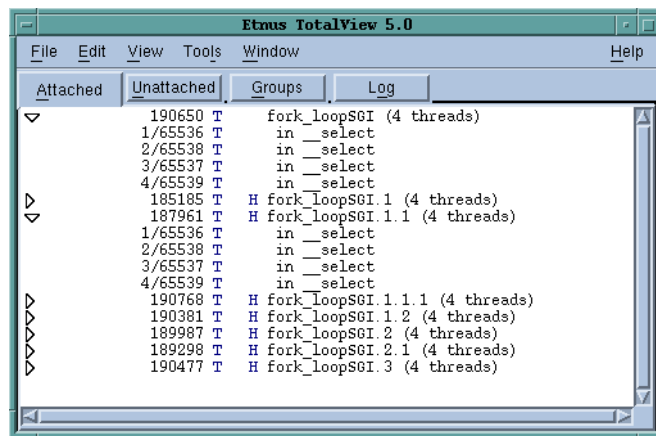 Etnus TotalView 5.0
File Edit View Tools Window Help
Attached Unattached Groups Log
190650 T fork_loopSGI (4 threads)
1/65536 T in __select
2/65538 T in __select
3/65537 T in __select
4/65539 T in __select
185185 T H fork_loopSGI.1 (4 threads)
187961 T H fork_loopSGI.1.1 (4 threads)
1/65536 T in __select
2/65538 T in __select
3/65537 T in __select
4/65539 T in __select
190768 T H fork_loopSGI.1.1.1 (4 threads)
190381 T H fork_loopSGI.1.2 (4 threads)
189987 T H fork_loopSGI.2 (4 threads)
189298 T H fork_loopSGI.2.1 (4 threads)
190477 T H fork_loopSGI.3 (4 threads)